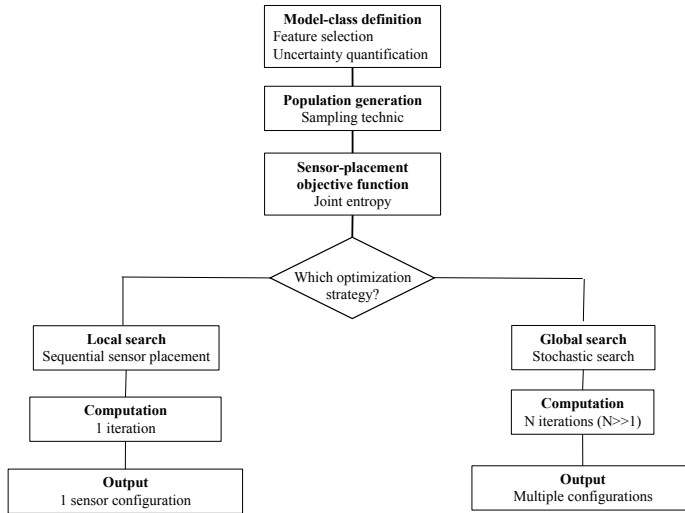 Model-class definition
Feature selection
Uncertainty quantification
Population generation
Sampling technic
Sensor-placement
objective function
Joint entropy
Which optimization
strategy?
Local search
Sequential sensor placement
Computation
1 iteration
Output
1 sensor configuration
Global search
Stochastic search
Computation
N iterations (N>>1)
Output
Multiple configurations